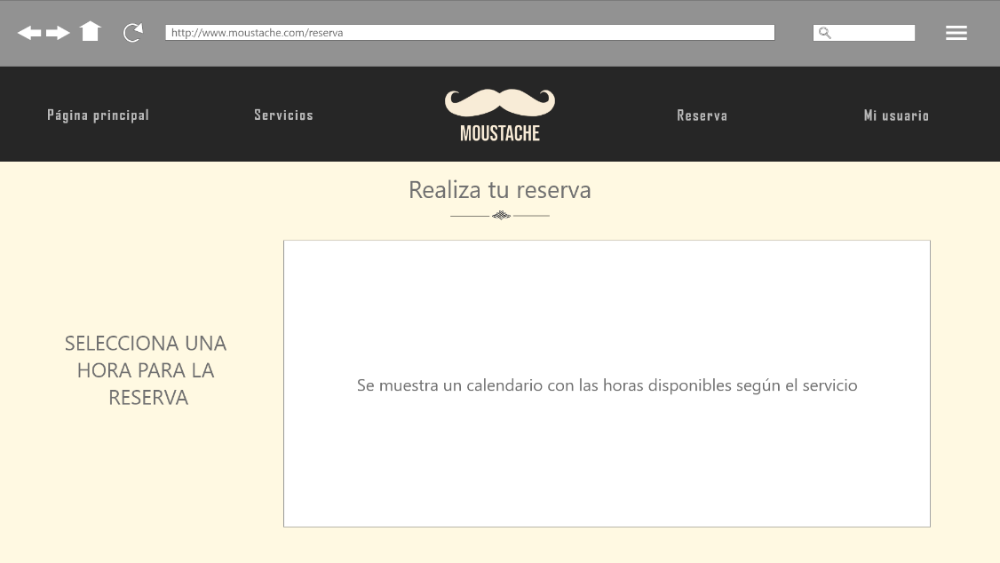 http://www.moustache.com/reserva
Página principal
Servicios
MOUSTACHE
Reserva
Mi usuario
Realiza tu reserva
SELECCIONA UNA
HORA PARA LA
RESERVA
Se muestra un calendario con las horas disponibles según el servicio